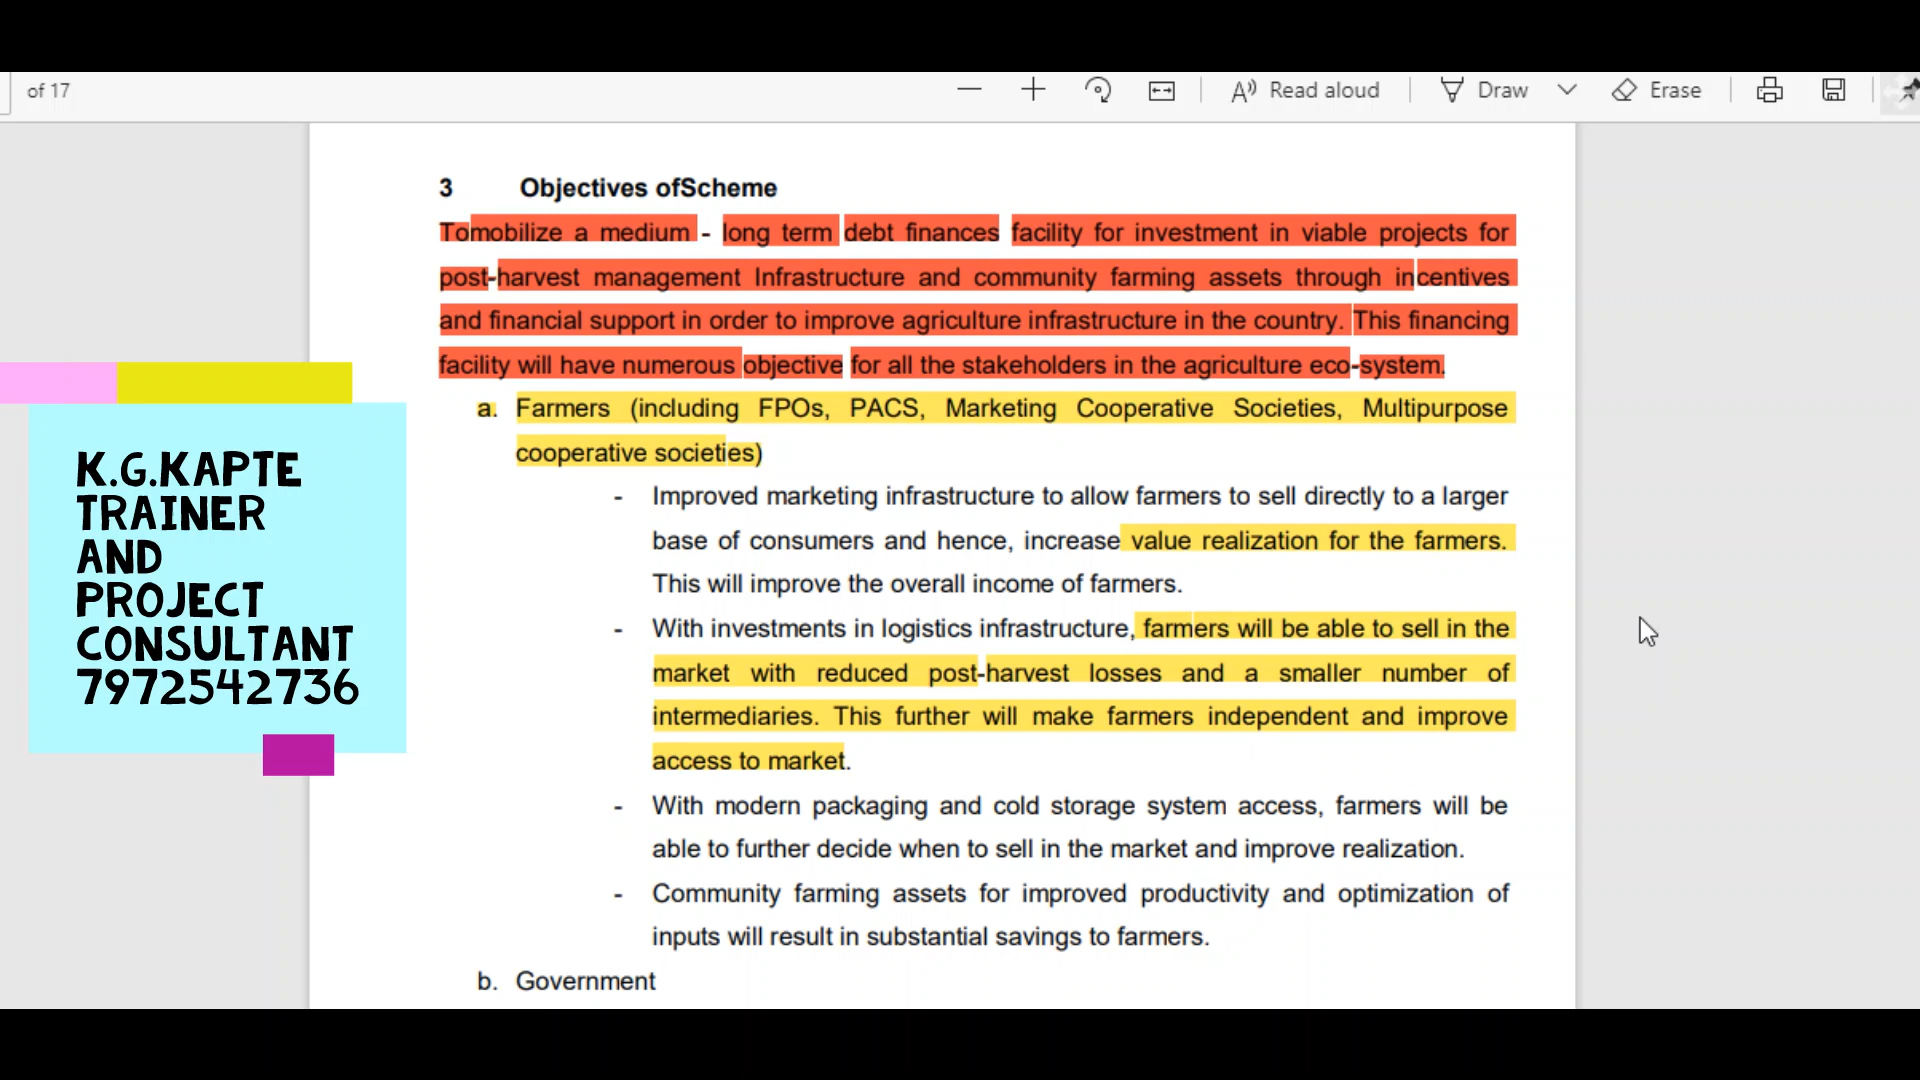 of 17
Read aloud
Draw
Erase
3 Objectives ofScheme
Tomobilize a medium - long term debt finances facility for investment in viable projects for
post-harvest management Infrastructure and community farming assets through incentives
and financial support in order to improve agriculture infrastructure in the country. This financing
facility will have numerous objective for all the stakeholders in the agriculture eco-system.
a. Farmers (including FPOs, PACS, Marketing Cooperative Societies, Multipurpose
cooperative societies)
- Improved marketing infrastructure to allow farmers to sell directly to a larger
base of consumers and hence, increase value realization for the farmers.
This will improve the overall income of farmers.
- With investments in logistics infrastructure, farmers will be able to sell in the
market with reduced post-harvest losses and a smaller number of
intermediaries. This further will make farmers independent and improve
access to market.
- With modern packaging and cold storage system access, farmers will be
able to further decide when to sell in the market and improve realization.
- Community farming assets for improved productivity and optimization of
inputs will result in substantial savings to farmers.
b. Government
K.G.KAPTE
TRAINER
AND
PROJECT
CONSULTANT
7972542736